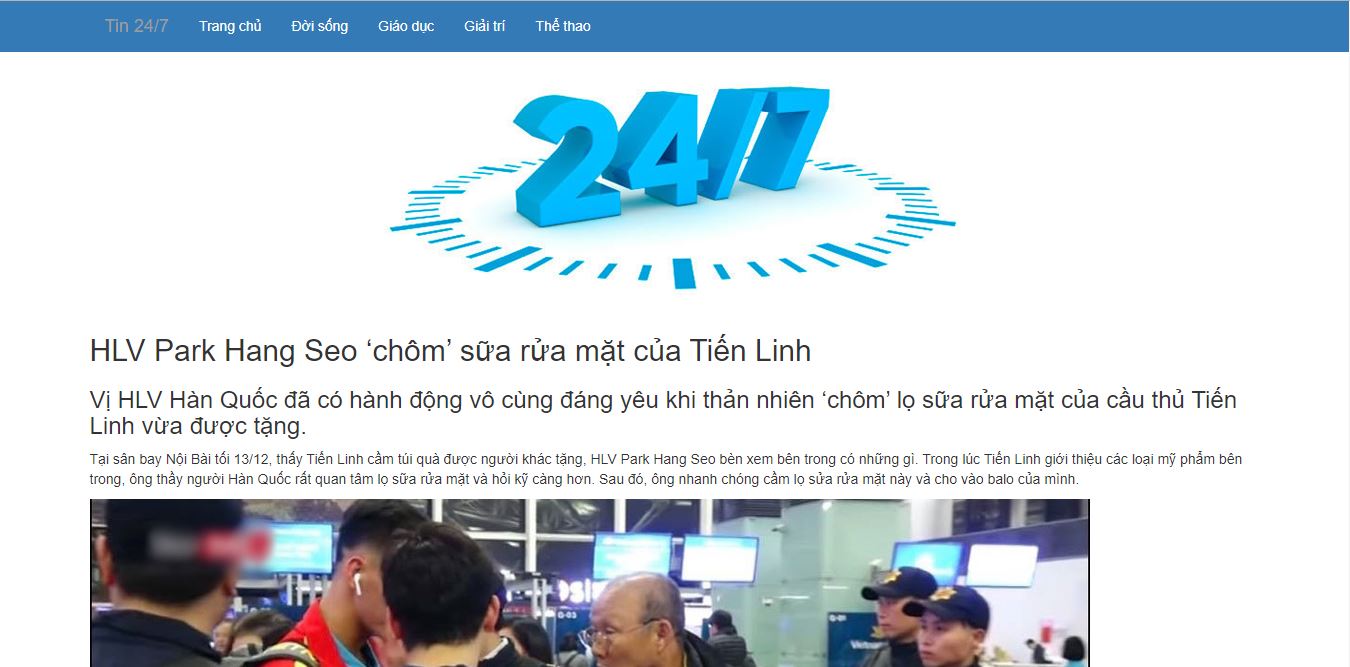 Tin 24/7 Trang chủ Đời sống Giáo dục Giải trí Thể thao
24/7
HLV Park Hang Seo ‘chôm’ sữa rửa mặt của Tiến Linh
Vị HLV Hàn Quốc đã có hành động vô cùng đáng yêu khi thản nhiên ‘chôm’ lọ sữa rửa mặt của cầu thủ Tiến
Linh vừa được tặng.
Tại sân bay Nội Bài tối 13/12, thấy Tiến Linh cầm túi quà được người khác tặng, HLV Park Hang Seo bèn xem bên trong có những gì. Trong lúc Tiến Linh giới thiệu các loại mỹ phẩm bên
trong, ông thầy người Hàn Quốc rất quan tâm lọ sữa rửa mặt và hỏi kỹ càng hơn. Sau đó, ông nhanh chóng cầm lọ sửa rửa mặt này và cho vào balo của mình.
Q-03
Q-01